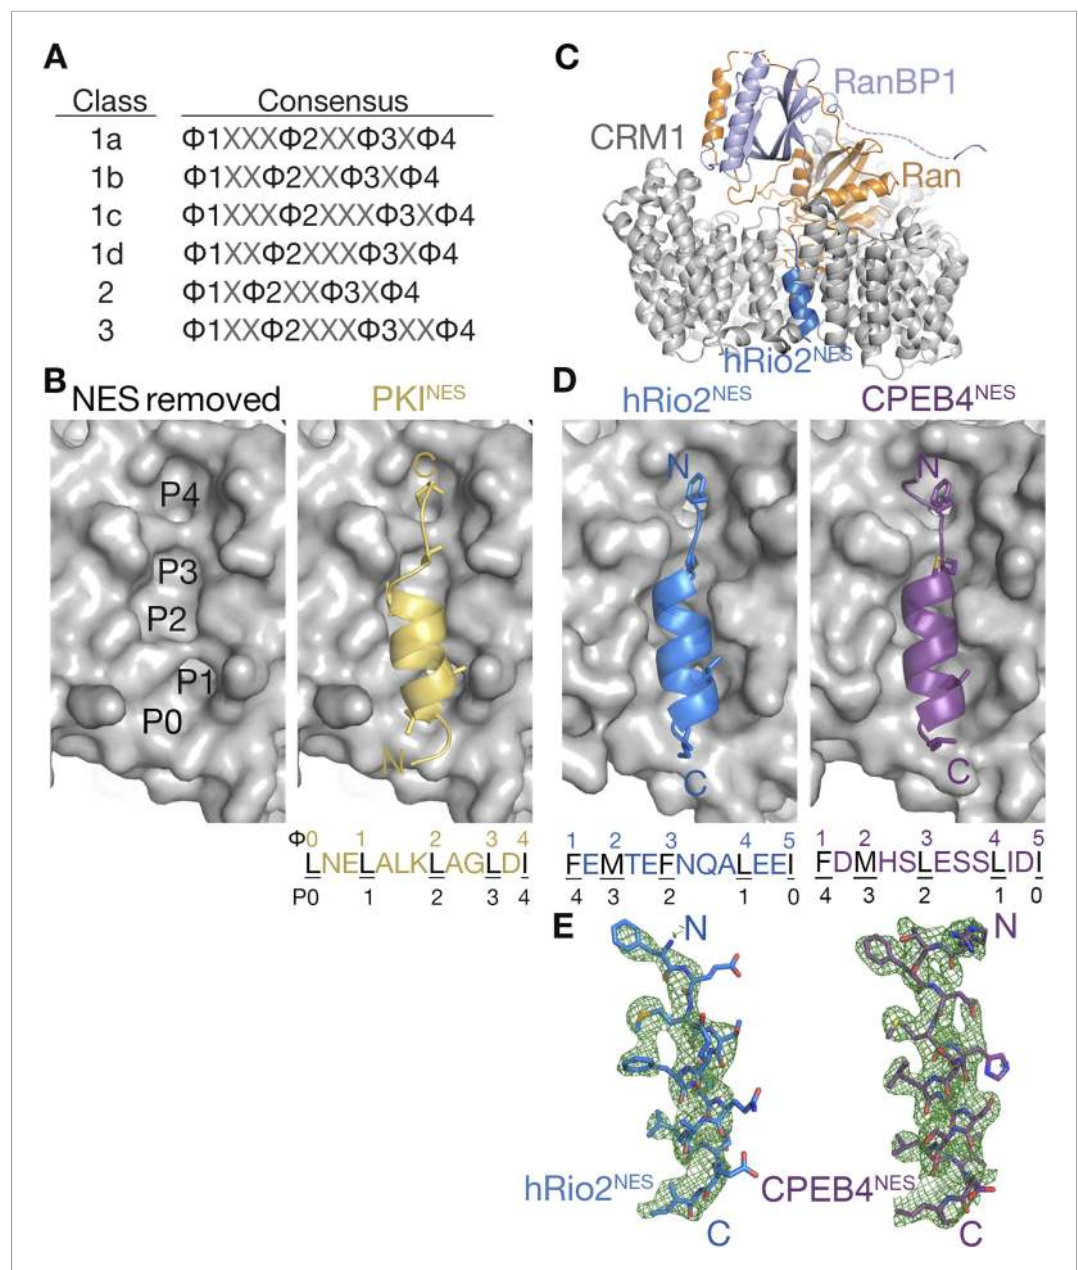 A
Class Consensus
1a Φ1XXXΦ2XXΦ3XΦ4
1b Φ1XXΦ2XXΦ3XΦ4
1c Φ1XXXΦ2XXXΦ3XΦ4
1d Φ1XXΦ2XXXΦ3XΦ4
2 Φ1XΦ2XXΦ3XΦ4
3 Φ1XXΦ2XXXΦ3XXΦ4
C
RanBP1
CRM1
Ran
hRio2NES
B
NES removed
P4
P3
P2
P1
P0
PKINES
C
N
Φ0 1 2 3 4
LNELALKLAGLDI
P0 1 2 3 4
D
hRio2NES
N
C
1 2 3 4 5
FEMTEFNQALEEI
4 3 2 1 0
CPEB4NES
N
C
1 2 3 4 5
FDMHSLESSLIDI
4 3 2 1 0
E
N
hRio2NES
C
N
CPEB4NES
C